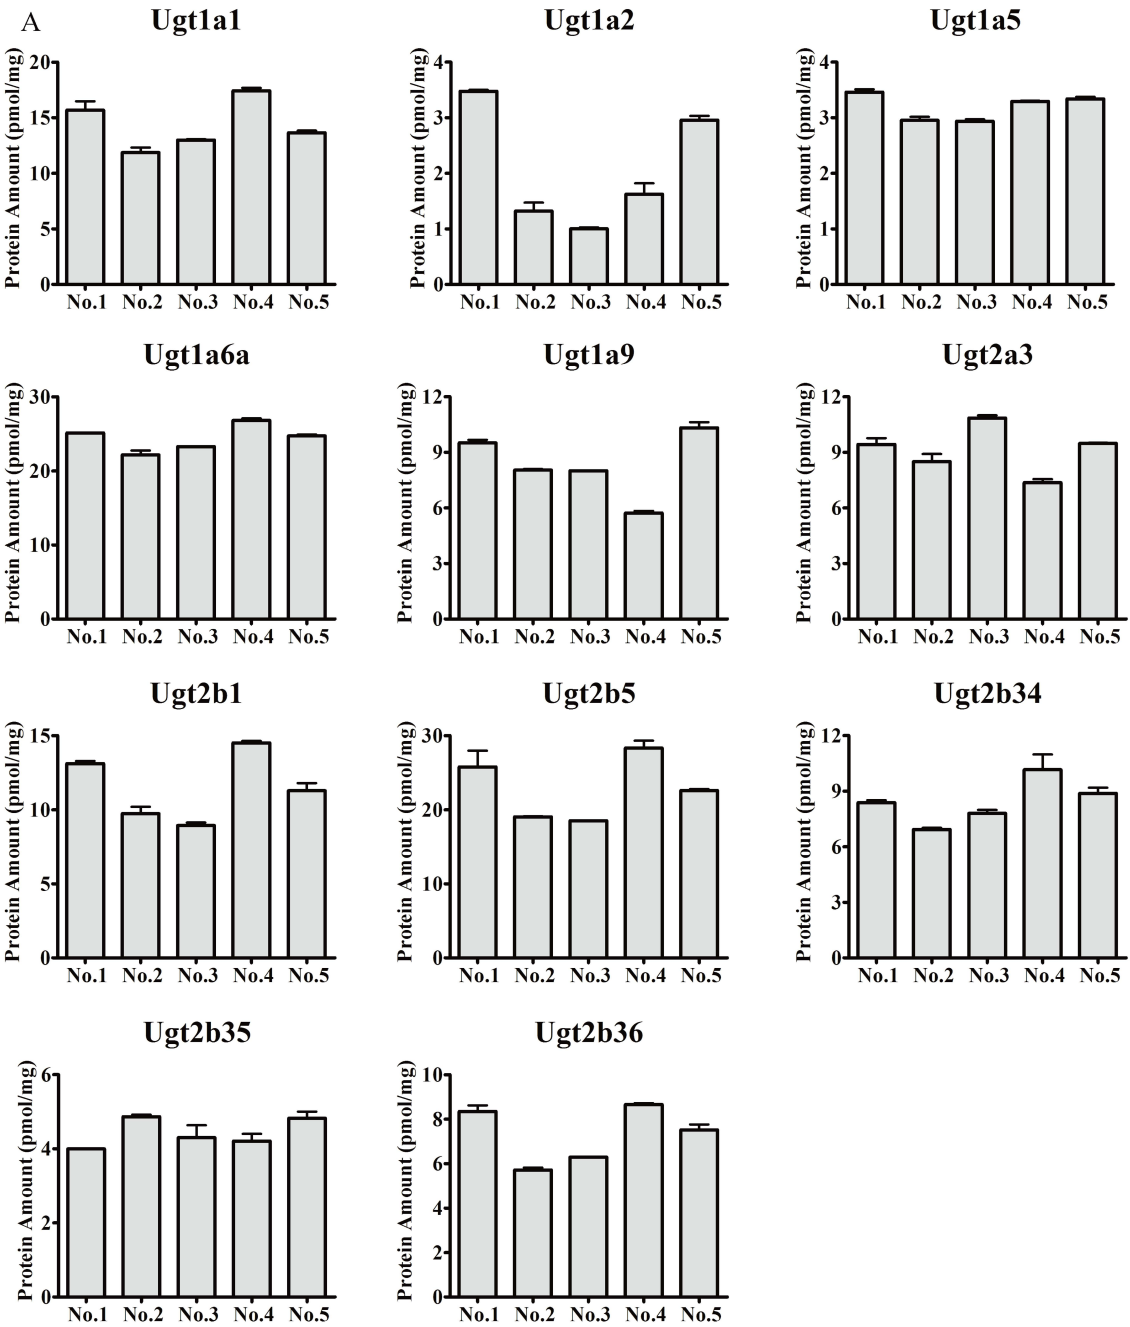 A
Ugt1a1
Ugt1a2
Ugt1a5
Protein Amount (pmol/mg)
20
15
10
5
0
No.1 No.2 No.3 No.4 No.5
Protein Amount (pmol/mg)
4
3
2
1
0
No.1 No.2 No.3 No.4 No.5
Protein Amount (pmol/mg)
4
3
2
1
0
No.1 No.2 No.3 No.4 No.5
Ugt1a6a
Ugt1a9
Ugt2a3
Protein Amount (pmol/mg)
30
20
10
0
No.1 No.2 No.3 No.4 No.5
Protein Amount (pmol/mg)
12
9
6
3
0
No.1 No.2 No.3 No.4 No.5
Protein Amount (pmol/mg)
12
9
6
3
0
No.1 No.2 No.3 No.4 No.5
Ugt2b1
Ugt2b5
Ugt2b34
Protein Amount (pmol/mg)
15
10
5
0
No.1 No.2 No.3 No.4 No.5
Protein Amount (pmol/mg)
30
20
10
0
No.1 No.2 No.3 No.4 No.5
Protein Amount (pmol/mg)
12
9
6
3
0
No.1 No.2 No.3 No.4 No.5
Ugt2b35
Ugt2b36
Protein Amount (pmol/mg)
6
4
2
0
No.1 No.2 No.3 No.4 No.5
Protein Amount (pmol/mg)
10
8
6
4
2
0
No.1 No.2 No.3 No.4 No.5